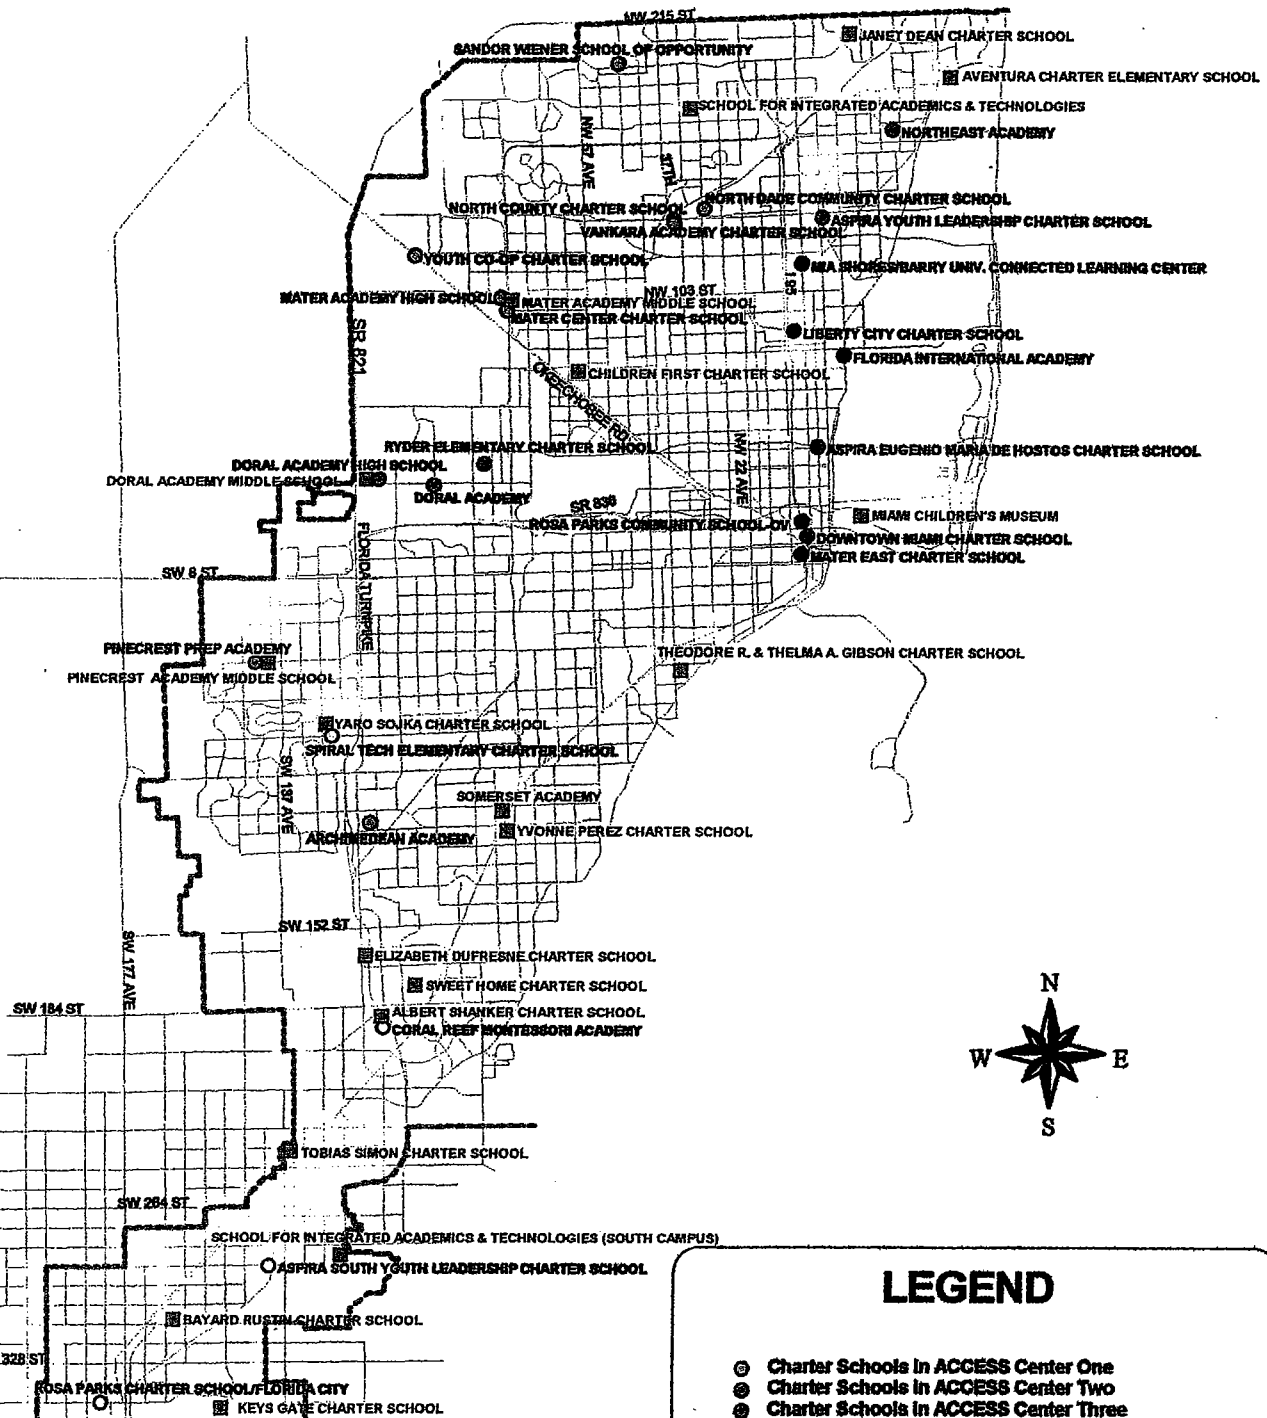 NW 215 ST
JANET DEAN CHARTER SCHOOL
SANDOR WIENER SCHOOL OF OPPORTUNITY
AVENTURA CHARTER ELEMENTARY SCHOOL
SCHOOL FOR INTEGRATED ACADEMICS & TECHNOLOGIES
NORTHEAST ACADEMY
NW 57 AVE
37TH
NORTH DADE COMMUNITY CHARTER SCHOOL
NORTH COUNTY CHARTER SCHOOL
ASPIRA YOUTH LEADERSHIP CHARTER SCHOOL
VANKARA ACADEMY CHARTER SCHOOL
YOUTH CO-OP CHARTER SCHOOL
MIA SHORES/BARRY UNIV. CONNECTED LEARNING CENTER
I 95
NW 103 ST
MATER ACADEMY HIGH SCHOOL
MATER ACADEMY MIDDLE SCHOOL
MATER CENTER CHARTER SCHOOL
SR 821
LIBERTY CITY CHARTER SCHOOL
FLORIDA INTERNATIONAL ACADEMY
OKEECHOBEE RD
CHILDREN FIRST CHARTER SCHOOL
RYDER ELEMENTARY CHARTER SCHOOL
NW 22 AVE
ASPIRA EUGENIO MARIA DE HOSTOS CHARTER SCHOOL
DORAL ACADEMY HIGH SCHOOL
DORAL ACADEMY MIDDLE SCHOOL
DORAL ACADEMY
SR 836
MIAMI CHILDREN'S MUSEUM
ROSA PARKS COMMUNITY SCHOOL-OV
DOWNTOWN MIAMI CHARTER SCHOOL
MATER EAST CHARTER SCHOOL
FLORIDA TURNPIKE
SW 8 ST
PINECREST PREP ACADEMY
THEODORE R. & THELMA A. GIBSON CHARTER SCHOOL
PINECREST ACADEMY MIDDLE SCHOOL
YARO SOJKA CHARTER SCHOOL
SPIRAL TECH ELEMENTARY CHARTER SCHOOL
SW 137 AVE
SOMERSET ACADEMY
YVONNE PEREZ CHARTER SCHOOL
ARCHIMEDEAN ACADEMY
SW 152 ST
SW 177 AVE
ELIZABETH DUFRESNE CHARTER SCHOOL
SWEET HOME CHARTER SCHOOL
SW 184 ST
ALBERT SHANKER CHARTER SCHOOL
CORAL REEF MONTESSORI ACADEMY
N
W
E
S
TOBIAS SIMON CHARTER SCHOOL
SW 264 ST
SCHOOL FOR INTEGRATED ACADEMICS & TECHNOLOGIES (SOUTH CAMPUS)
ASPIRA SOUTH YOUTH LEADERSHIP CHARTER SCHOOL
BAYARD RUSTIN CHARTER SCHOOL
328 ST
ROSA PARKS CHARTER SCHOOL/FLORIDA CITY
KEYS GATE CHARTER SCHOOL
LEGEND
Charter Schools in ACCESS Center One
Charter Schools in ACCESS Center Two
Charter Schools in ACCESS Center Three